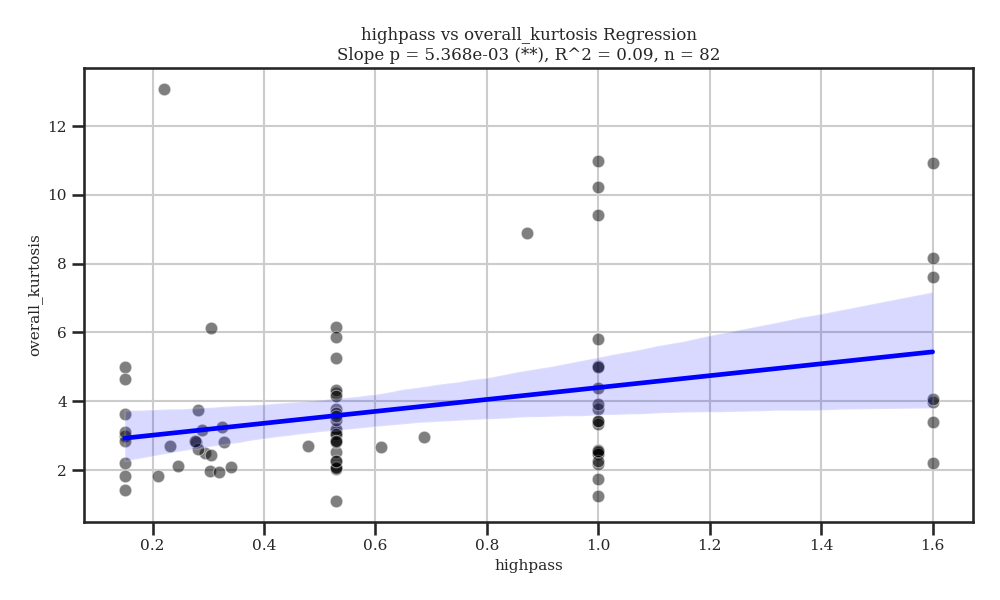 highpass vs overall_kurtosis Regression
Slope p = 5.368e-03 (**), R^2 = 0.09, n = 82
overall_kurtosis
12
10
8
6
4
2
0.2 0.4 0.6 0.8 1.0 1.2 1.4 1.6
highpass